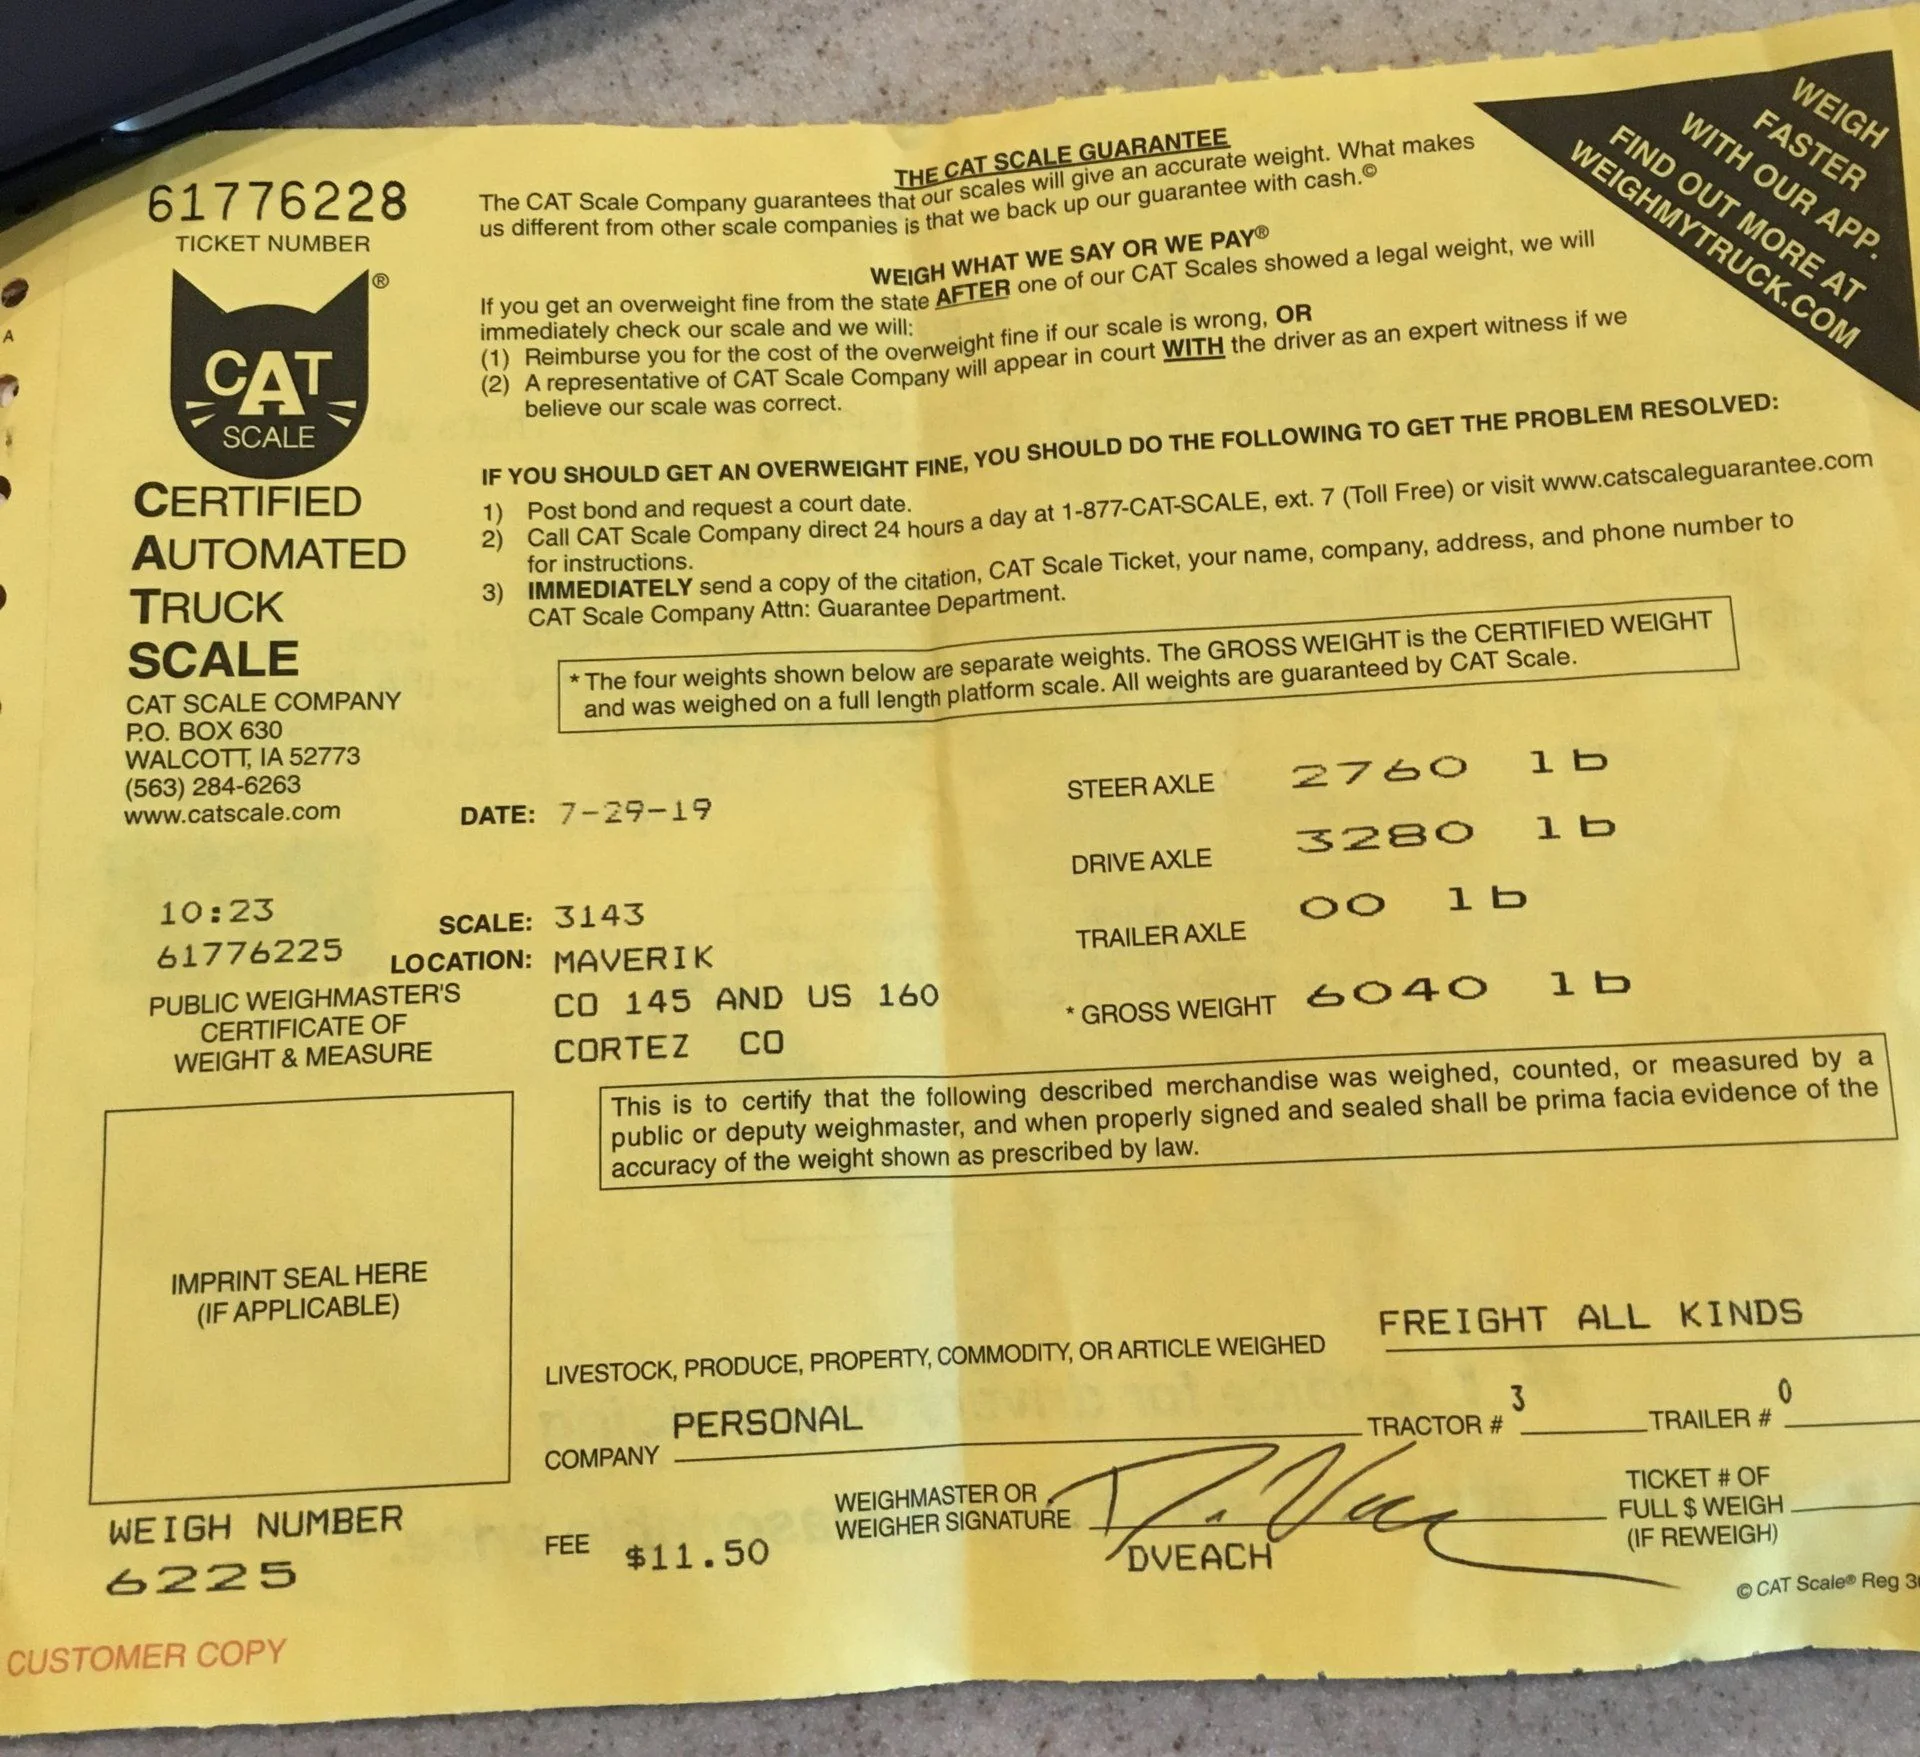 WEIGH
FASTER
WITH OUR APP.
FIND OUT MORE AT
WEIGHMYTRUCK.COM
61776228
TICKET NUMBER
CAT
SCALE
®
CERTIFIED
AUTOMATED
TRUCK
SCALE
CAT SCALE COMPANY
P.O. BOX 630
WALCOTT, IA 52773
(563) 284-6263
www.catscale.com
THE CAT SCALE GUARANTEE
The CAT Scale Company guarantees that our scales will give an accurate weight. What makes
us different from other scale companies is that we back up our guarantee with cash.©
WEIGH WHAT WE SAY OR WE PAY®
If you get an overweight fine from the state AFTER one of our CAT Scales showed a legal weight, we will
immediately check our scale and we will:
(1) Reimburse you for the cost of the overweight fine if our scale is wrong, OR
(2) A representative of CAT Scale Company will appear in court WITH the driver as an expert witness if we
believe our scale was correct.
IF YOU SHOULD GET AN OVERWEIGHT FINE, YOU SHOULD DO THE FOLLOWING TO GET THE PROBLEM RESOLVED:
1) Post bond and request a court date.
2) Call CAT Scale Company direct 24 hours a day at 1-877-CAT-SCALE, ext. 7 (Toll Free) or visit www.catscaleguarantee.com
for instructions.
3) IMMEDIATELY send a copy of the citation, CAT Scale Ticket, your name, company, address, and phone number to
CAT Scale Company Attn: Guarantee Department.
* The four weights shown below are separate weights. The GROSS WEIGHT is the CERTIFIED WEIGHT
and was weighed on a full length platform scale. All weights are guaranteed by CAT Scale.
DATE: 7-29-19
STEER AXLE 2760 lb
DRIVE AXLE 3280 lb
TRAILER AXLE 00 lb
* GROSS WEIGHT 6040 lb
10:23
61776225
PUBLIC WEIGHMASTER'S
CERTIFICATE OF
WEIGHT & MEASURE
SCALE: 3143
LOCATION: MAVERIK
CO 145 AND US 160
CORTEZ CO
This is to certify that the following described merchandise was weighed, counted, or measured by a
public or deputy weighmaster, and when properly signed and sealed shall be prima facia evidence of the
accuracy of the weight shown as prescribed by law.
IMPRINT SEAL HERE
(IF APPLICABLE)
LIVESTOCK, PRODUCE, PROPERTY, COMMODITY, OR ARTICLE WEIGHED FREIGHT ALL KINDS
COMPANY PERSONAL TRACTOR # 3 TRAILER # 0
WEIGH NUMBER
6225
FEE $11.50
WEIGHMASTER OR
WEIGHER SIGNATURE
DVEACH
TICKET # OF
FULL $ WEIGH
(IF REWEIGH)
© CAT Scale® Reg
CUSTOMER COPY